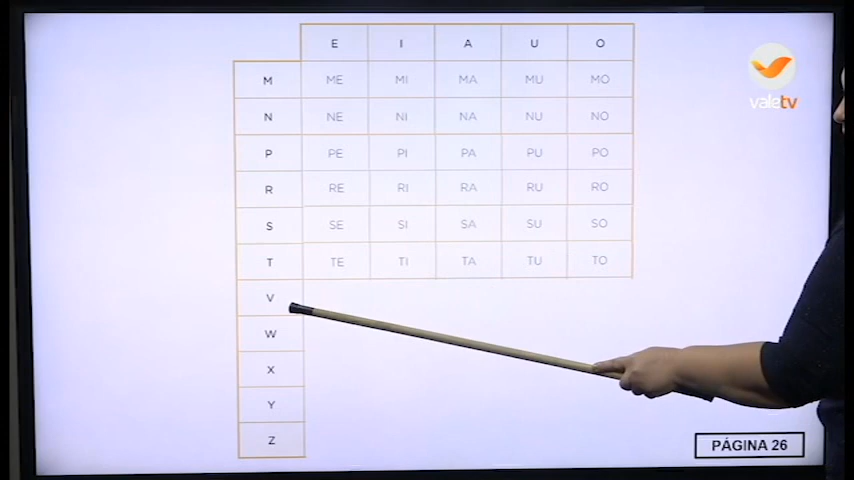 E I A U O
M ME MI MA MU MO
N NE NI NA NU NO
P PE PI PA PU PO
R RE RI RA RU RO
S SE SI SA SU SO
T TE TI TA TU TO
V
W
X
Y
Z
valetv
PÁGINA 26